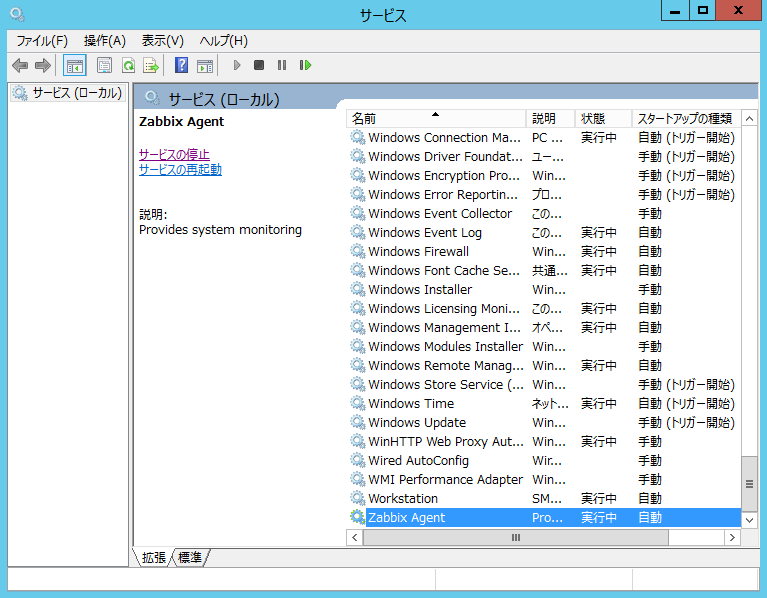 サービス
ファイル(F) 操作(A) 表示(V) ヘルプ(H)
サービス (ローカル)
サービス (ローカル)
Zabbix Agent
サービスの停止
サービスの再起動
説明:
Provides system monitoring
名前 説明 状態 スタートアップの種類
Windows Connection Ma... PC ... 実行中 自動 (トリガー開始)
Windows Driver Foundat... ユー... 手動 (トリガー開始)
Windows Encryption Pro... Win... 手動 (トリガー開始)
Windows Error Reportin... プロ... 手動 (トリガー開始)
Windows Event Collector この... 手動
Windows Event Log この... 実行中 自動
Windows Firewall Win... 実行中 自動
Windows Font Cache Se... 共通... 実行中 自動
Windows Installer Win... 手動
Windows Licensing Moni... この... 実行中 自動
Windows Management I... オペ... 実行中 自動
Windows Modules Installer Win... 手動
Windows Remote Manag... Win... 実行中 自動
Windows Store Service (... Win... 手動 (トリガー開始)
Windows Time ネット... 実行中 自動 (トリガー開始)
Windows Update Win... 手動 (トリガー開始)
WinHTTP Web Proxy Aut... Win... 実行中 手動
Wired AutoConfig Wir... 手動
WMI Performance Adapter Win... 手動
Workstation SM... 実行中 自動
Zabbix Agent Pro... 実行中 自動
拡張 標準